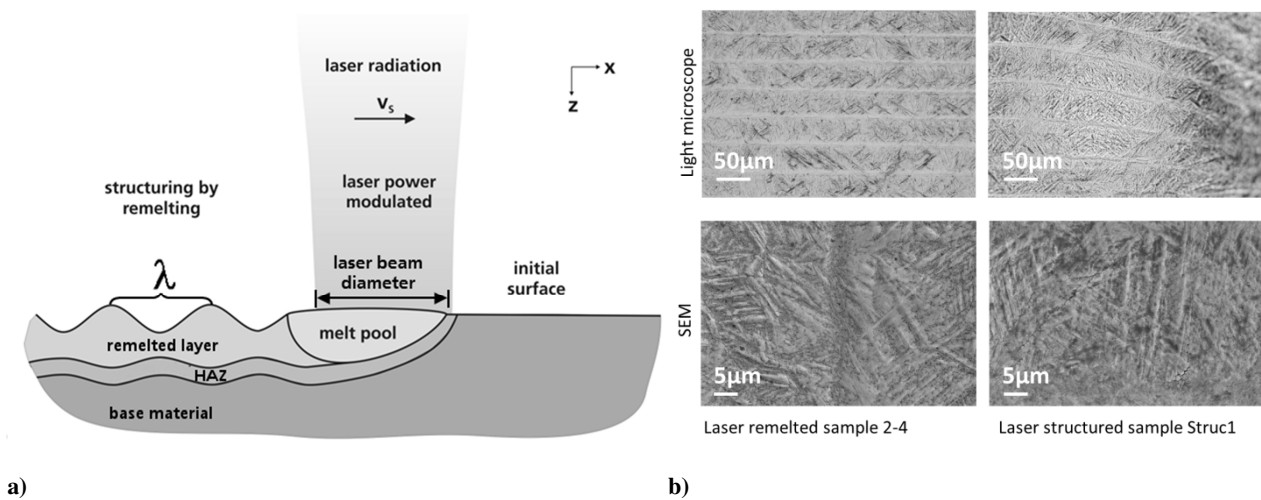 laser radiation
x
z
vs
structuring by
remelting
laser power
modulated
λ
laser beam
diameter
initial
surface
melt pool
remelted layer
HAZ
base material
a)
Light microscope
50µm
50µm
SEM
5µm
5µm
Laser remelted sample 2-4
Laser structured sample Struc1
b)